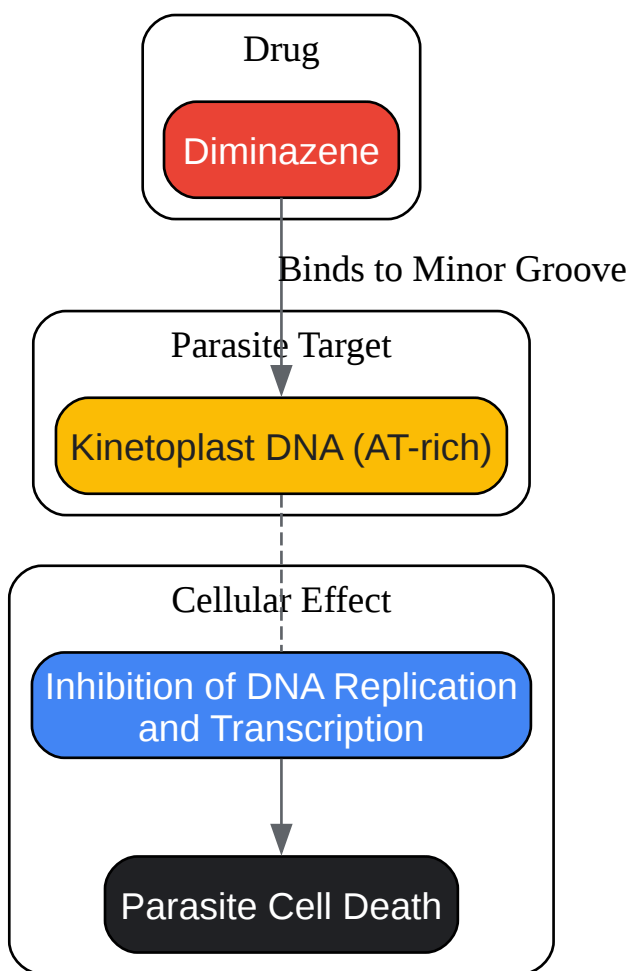 Drug
Diminazene
Binds to Minor Groove
Parasite Target
Kinetoplast DNA (AT-rich)
Cellular Effect
Inhibition of DNA Replication
and Transcription
Parasite Cell Death